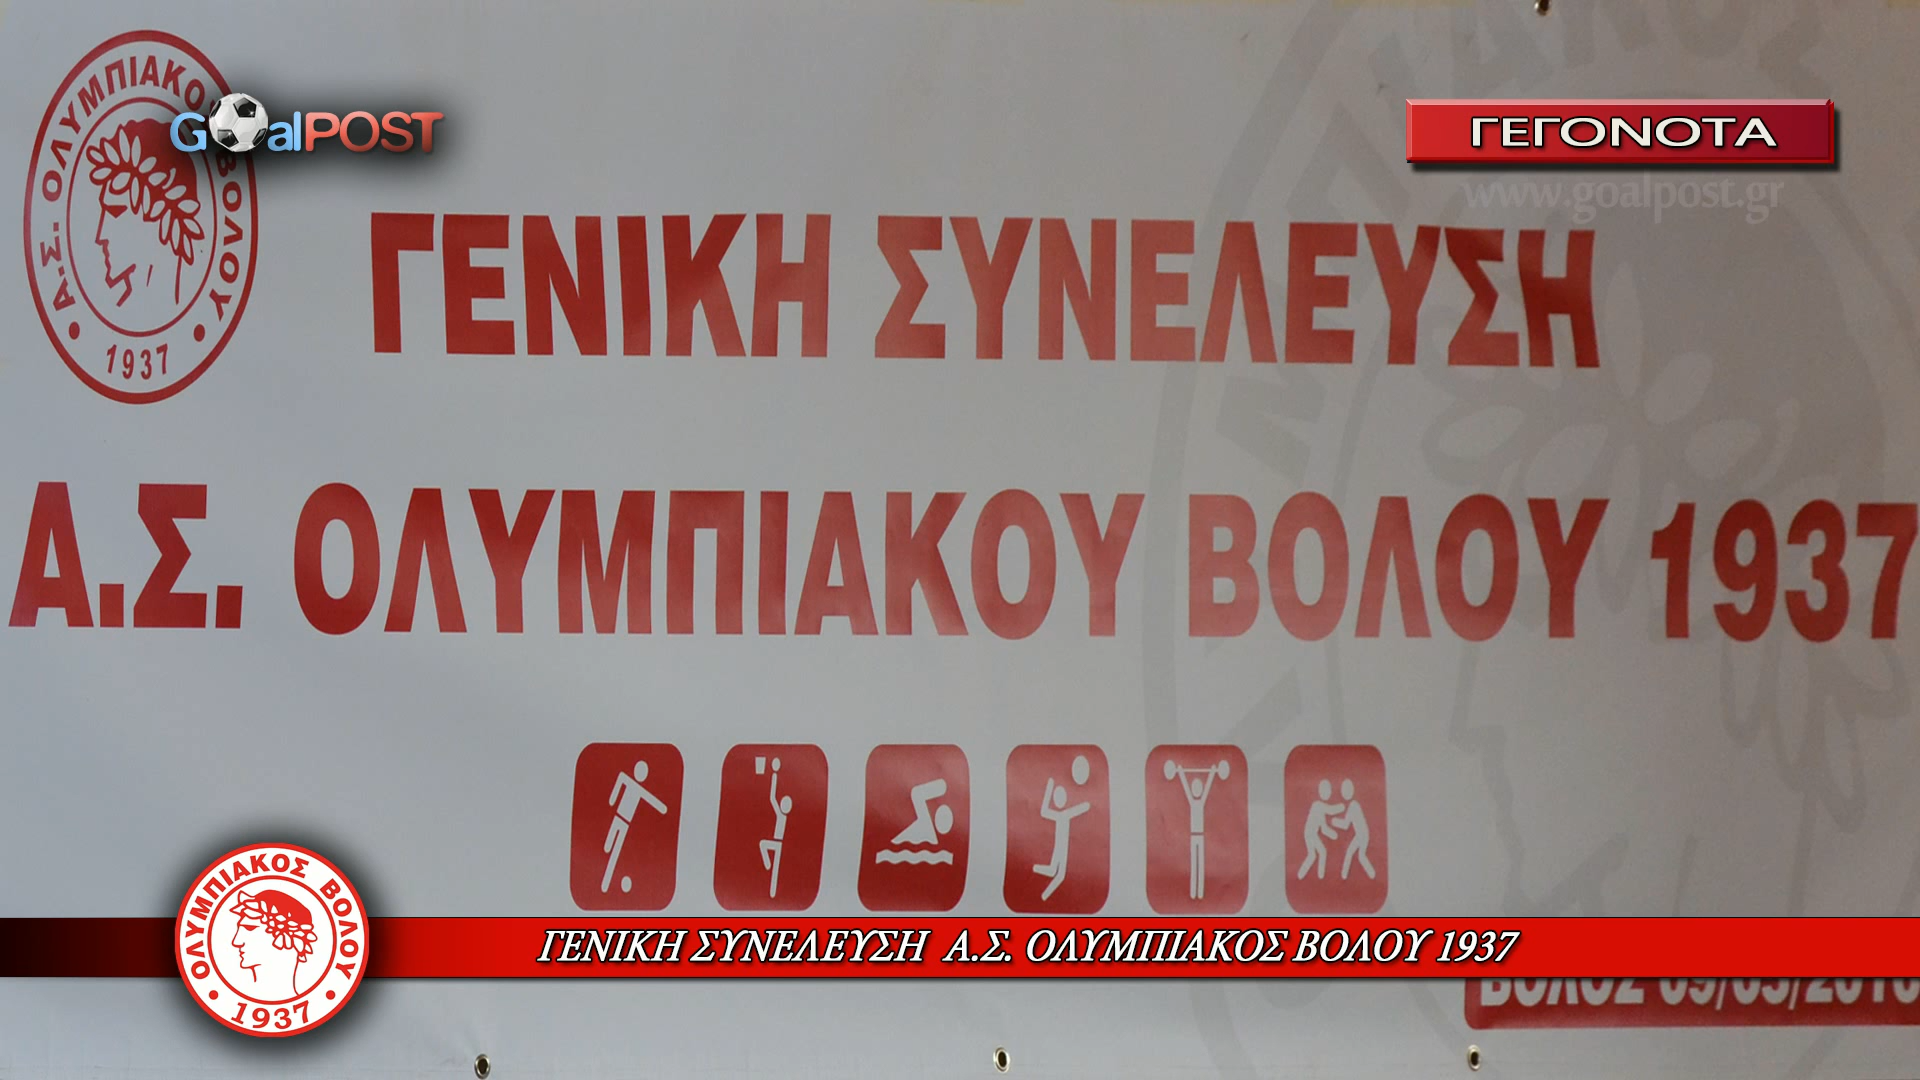 Α.Σ. ΟΛΥΜΠΙΑΚΟΣ ΒΟΛΟΥ
1937
GoalPOST
ΓΕΓΟΝΟΤΑ
www.goalpost.gr
ΓΕΝΙΚΗ ΣΥΝΕΛΕΥΣΗ
Α.Σ. ΟΛΥΜΠΙΑΚΟΥ ΒΟΛΟΥ 1937
ΟΛΥΜΠΙΑΚΟΣ ΒΟΛΟΥ
1937
ΓΕΝΙΚΗ ΣΥΝΕΛΕΥΣΗ Α.Σ. ΟΛΥΜΠΙΑΚΟΣ ΒΟΛΟΥ 1937
ΒΟΛΟΣ